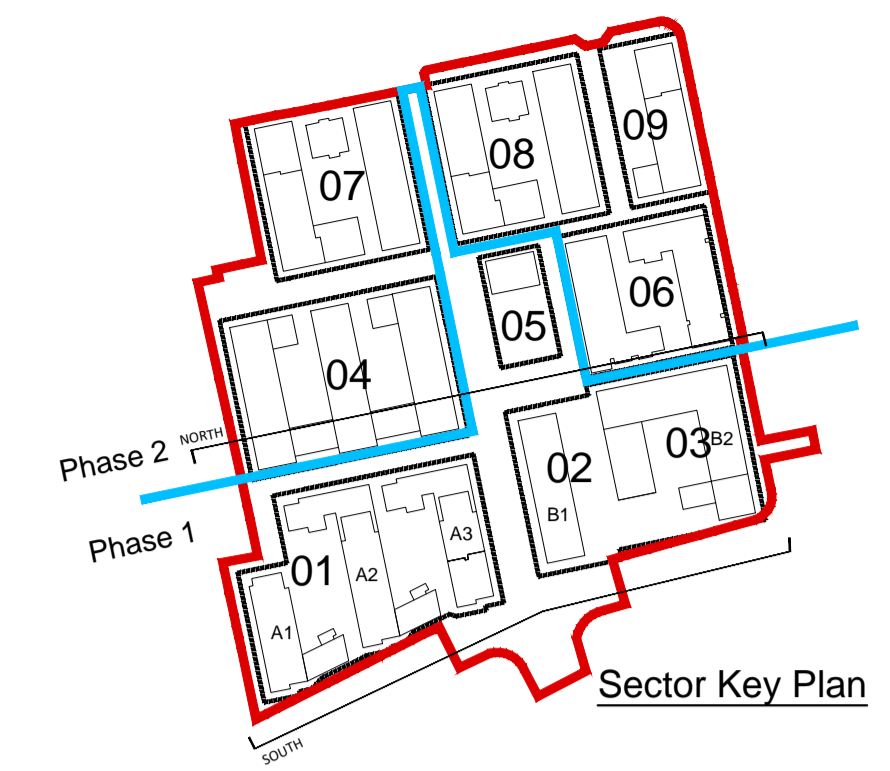 09
08
07
06
05
04
NORTH
Phase 2
03
B2
02
B1
Phase 1
A3
01
A2
A1
Sector Key Plan
SOUTH